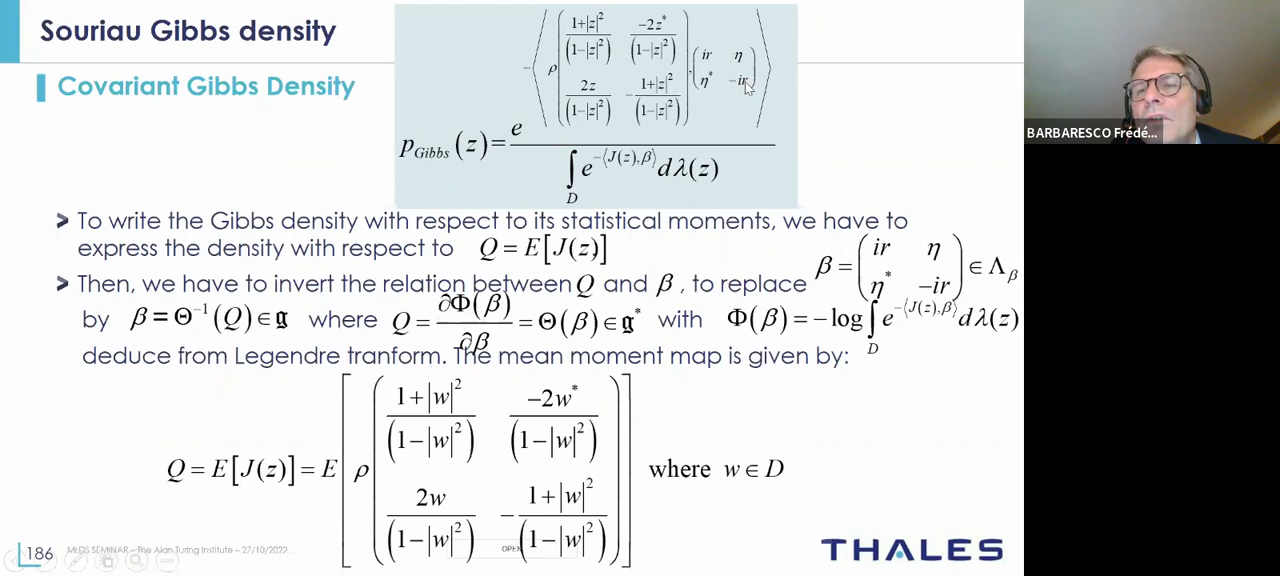 Souriau Gibbs density
Covariant Gibbs Density
p_Gibbs(z) = e^{-⟨ρ((1+|z|²)/(1-|z|²), -2z*/(1-|z|²); 2z/(1-|z|²), -(1+|z|²)/(1-|z|²)), (ir, η; η*, -ir)⟩} / ∫_D e^{-⟨J(z),β⟩} dλ(z)
BARBARESCO Frédé...
➤ To write the Gibbs density with respect to its statistical moments, we have to
express the density with respect to Q = E[J(z)]
➤ Then, we have to invert the relation between Q and β, to replace β = (ir, η; η*, -ir) ∈ Λ_β
by β = Θ⁻¹(Q) ∈ 𝔤 where Q = ∂Φ(β)/∂β = Θ(β) ∈ 𝔤* with Φ(β) = -log ∫_D e^{-⟨J(z),β⟩} dλ(z)
deduce from Legendre tranform. The mean moment map is given by:
Q = E[J(z)] = E[ρ((1+|w|²)/(1-|w|²), -2w*/(1-|w|²); 2w/(1-|w|²), -(1+|w|²)/(1-|w|²))] where w ∈ D
186
MEDS SEMINAR – The Alan Turing Institute – 27/10/2022
OPEN
THALES